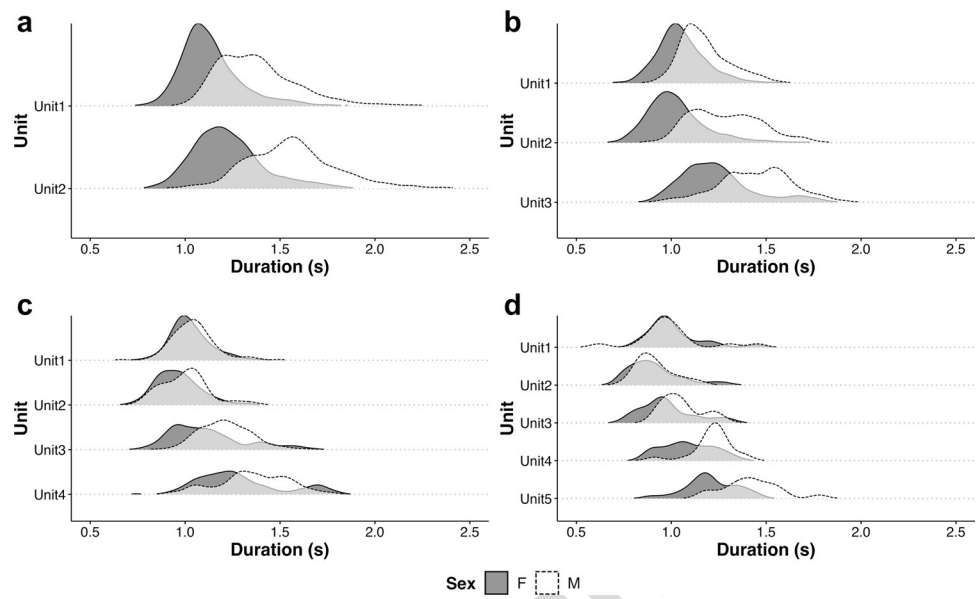 a
Unit
Unit1
Unit2
0.5 1.0 1.5 2.0 2.5
Duration (s)
b
Unit
Unit1
Unit2
Unit3
0.5 1.0 1.5 2.0 2.5
Duration (s)
c
Unit
Unit1
Unit2
Unit3
Unit4
0.5 1.0 1.5 2.0 2.5
Duration (s)
d
Unit
Unit1
Unit2
Unit3
Unit4
Unit5
0.5 1.0 1.5 2.0 2.5
Duration (s)
Sex F M